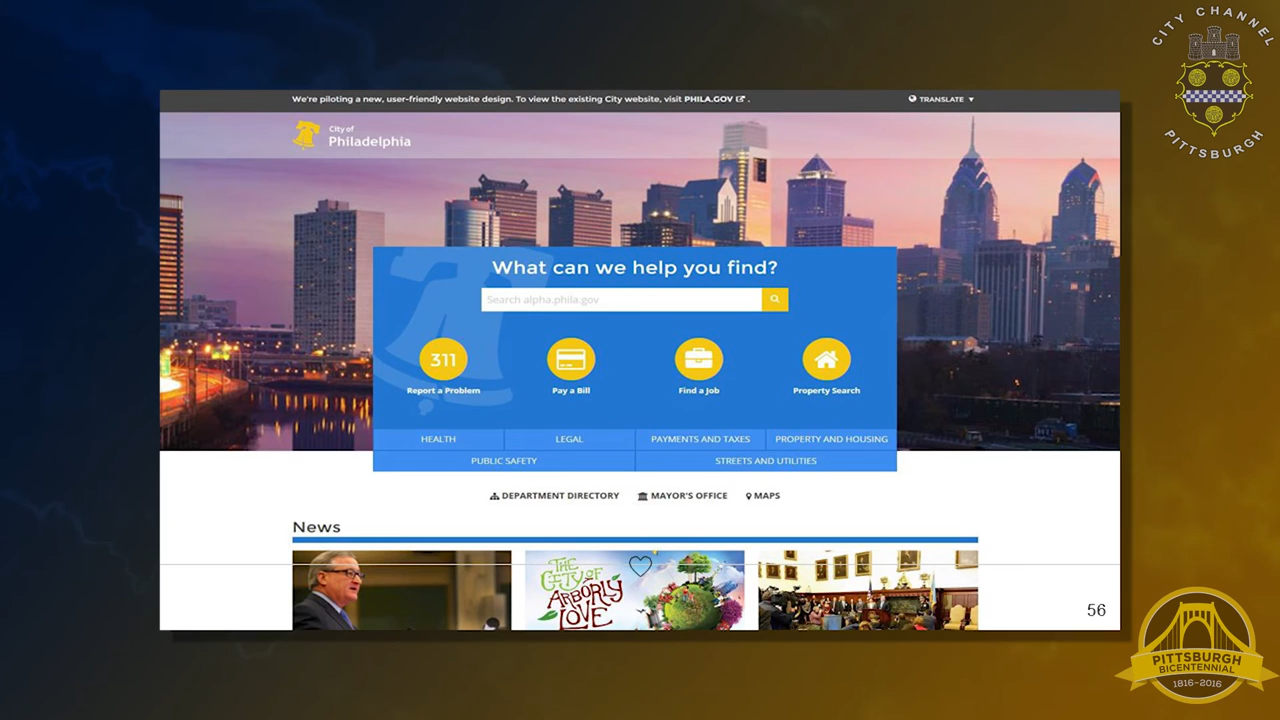 CITY CHANNEL
PITTSBURGH
We're piloting a new, user-friendly website design. To view the existing City website, visit PHILA.GOV .
TRANSLATE
City of
Philadelphia
What can we help you find?
Search alpha.phila.gov
311
Report a Problem
Pay a Bill
Find a Job
Property Search
HEALTH
LEGAL
PAYMENTS AND TAXES
PROPERTY AND HOUSING
PUBLIC SAFETY
STREETS AND UTILITIES
DEPARTMENT DIRECTORY
MAYOR'S OFFICE
MAPS
News
THE
CITY OF
ARBORLY
LOVE
56
PITTSBURGH
BICENTENNIAL
1816-2016